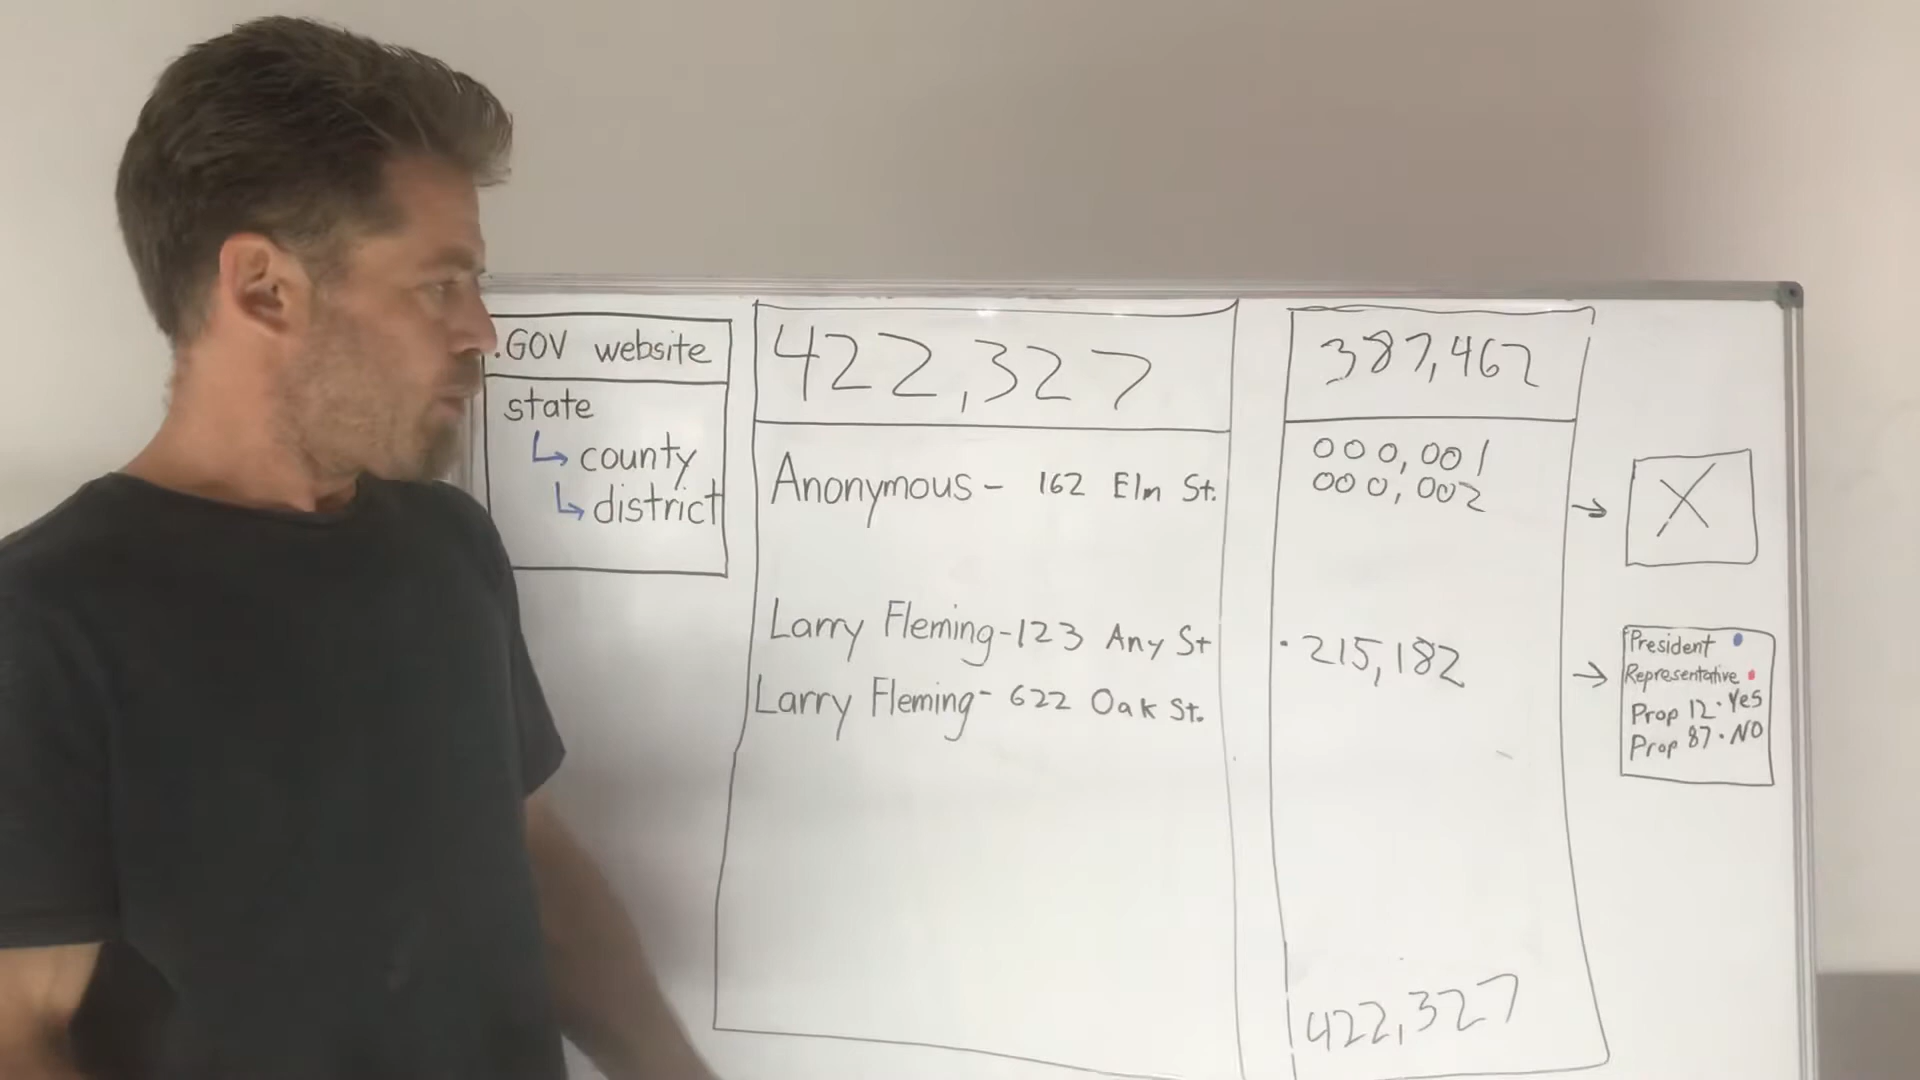 .GOV website
state
↳ county
↳ district
422,327
Anonymous - 162 Elm St.
Larry Fleming - 123 Any St
Larry Fleming - 622 Oak St.
387,462
000,001
000,002
· 215,182
422,327
X
President •
Representative •
Prop 12 · Yes
Prop 87 · NO